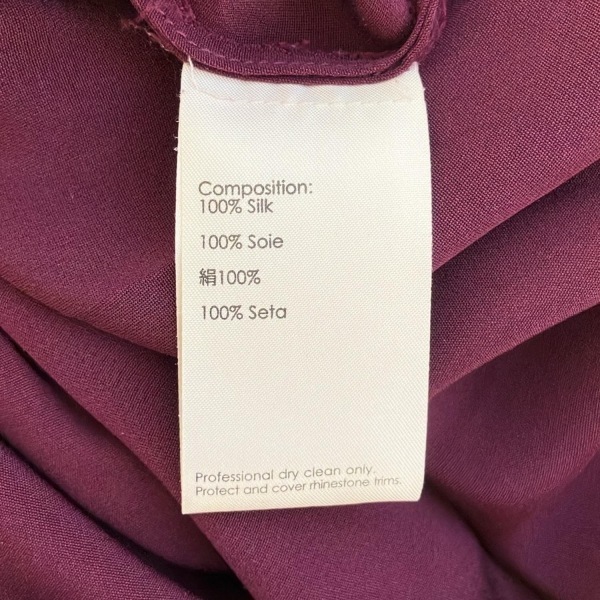 Composition:
100% Silk
100% Soie
絹100%
100% Seta
Professional dry clean only.
Protect and cover rhinestone trims.